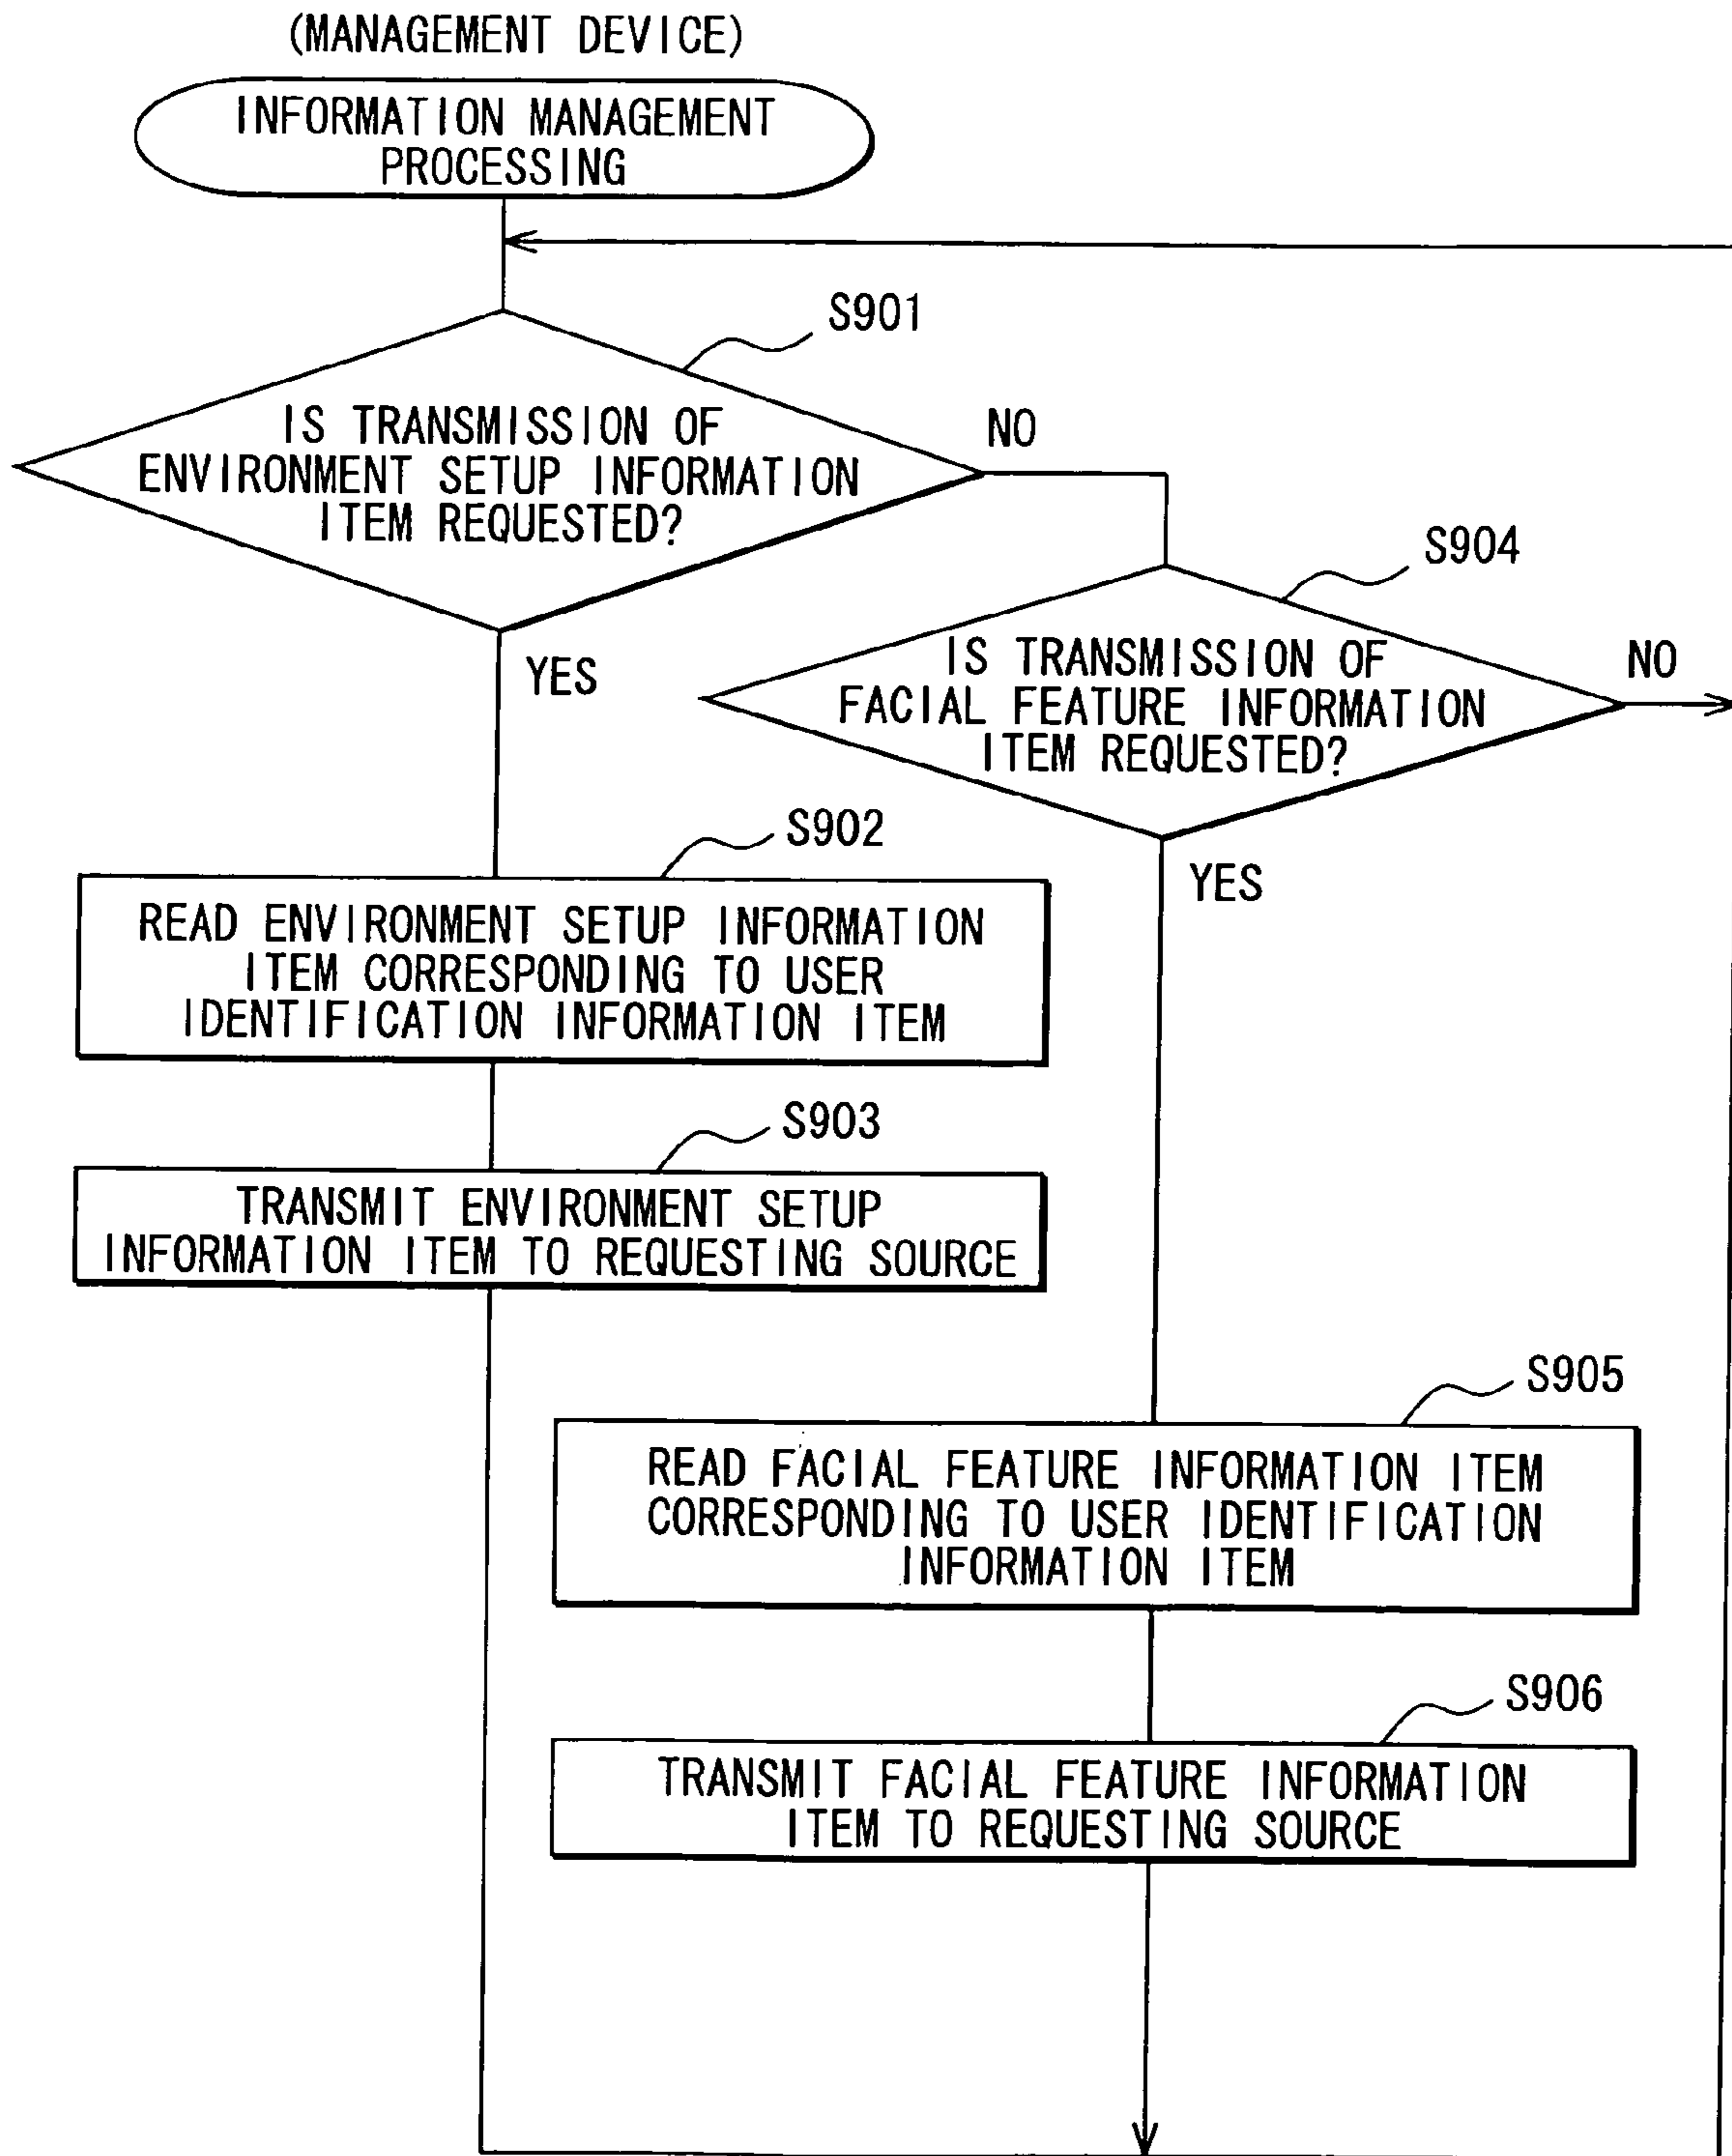 (MANAGEMENT DEVICE)
INFORMATION MANAGEMENT
PROCESSING
S901
IS TRANSMISSION OF
ENVIRONMENT SETUP INFORMATION
ITEM REQUESTED?
NO
YES
S904
IS TRANSMISSION OF
FACIAL FEATURE INFORMATION
ITEM REQUESTED?
NO
YES
S902
READ ENVIRONMENT SETUP INFORMATION
ITEM CORRESPONDING TO USER
IDENTIFICATION INFORMATION ITEM
S903
TRANSMIT ENVIRONMENT SETUP
INFORMATION ITEM TO REQUESTING SOURCE
S905
READ FACIAL FEATURE INFORMATION ITEM
CORRESPONDING TO USER IDENTIFICATION
INFORMATION ITEM
S906
TRANSMIT FACIAL FEATURE INFORMATION
ITEM TO REQUESTING SOURCE